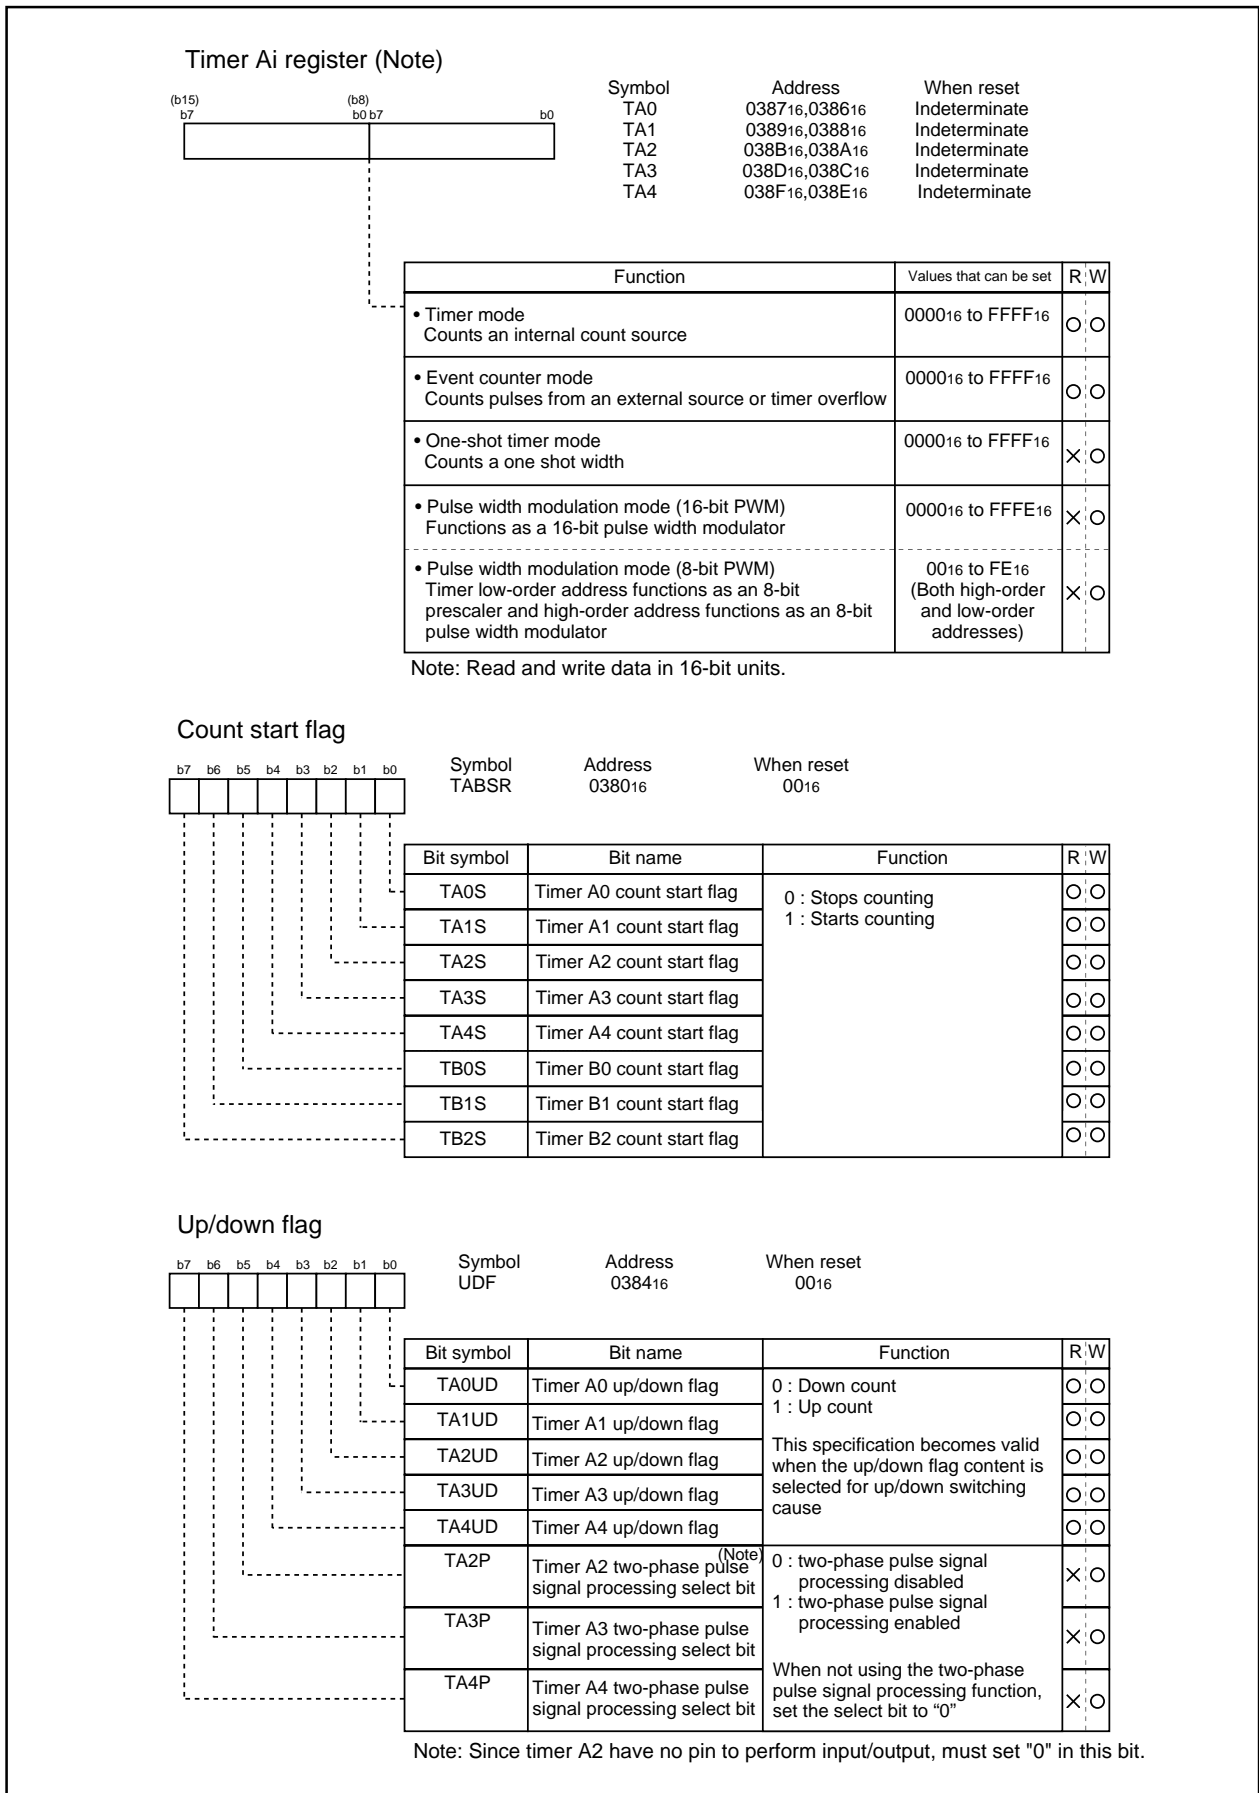 Timer Ai register (Note)
Symbol Address When reset
(b15) (b8)
b7 b0 b7 b0
TA0 038716,038616 Indeterminate
TA1 038916,038816 Indeterminate
TA2 038B16,038A16 Indeterminate
TA3 038D16,038C16 Indeterminate
TA4 038F16,038E16 Indeterminate
Function Values that can be set R W
• Timer mode 000016 to FFFF16
Counts an internal count source
• Event counter mode 000016 to FFFF16
Counts pulses from an external source or timer overflow
• One-shot timer mode 000016 to FFFF16
Counts a one shot width
• Pulse width modulation mode (16-bit PWM) 000016 to FFFE16
Functions as a 16-bit pulse width modulator
• Pulse width modulation mode (8-bit PWM) 0016 to FE16
Timer low-order address functions as an 8-bit (Both high-order
prescaler and high-order address functions as an 8-bit and low-order
pulse width modulator addresses)
Note: Read and write data in 16-bit units.
Count start flag
Symbol Address When reset
b7 b6 b5 b4 b3 b2 b1 b0
TABSR 038016 0016
Bit symbol Bit name Function R W
TA0S Timer A0 count start flag 0 : Stops counting
1 : Starts counting
TA1S Timer A1 count start flag
TA2S Timer A2 count start flag
TA3S Timer A3 count start flag
TA4S Timer A4 count start flag
TB0S Timer B0 count start flag
TB1S Timer B1 count start flag
TB2S Timer B2 count start flag
Up/down flag
Symbol Address When reset
b7 b6 b5 b4 b3 b2 b1 b0
UDF 038416 0016
Bit symbol Bit name Function R W
TA0UD Timer A0 up/down flag 0 : Down count
1 : Up count
TA1UD Timer A1 up/down flag
This specification becomes valid
TA2UD Timer A2 up/down flag when the up/down flag content is
selected for up/down switching
TA3UD Timer A3 up/down flag cause
TA4UD Timer A4 up/down flag
(Note)
TA2P Timer A2 two-phase pulse 0 : two-phase pulse signal
signal processing select bit processing disabled
1 : two-phase pulse signal
TA3P Timer A3 two-phase pulse processing enabled
signal processing select bit
When not using the two-phase
TA4P Timer A4 two-phase pulse pulse signal processing function,
signal processing select bit set the select bit to “0”
Note: Since timer A2 have no pin to perform input/output, must set "0" in this bit.